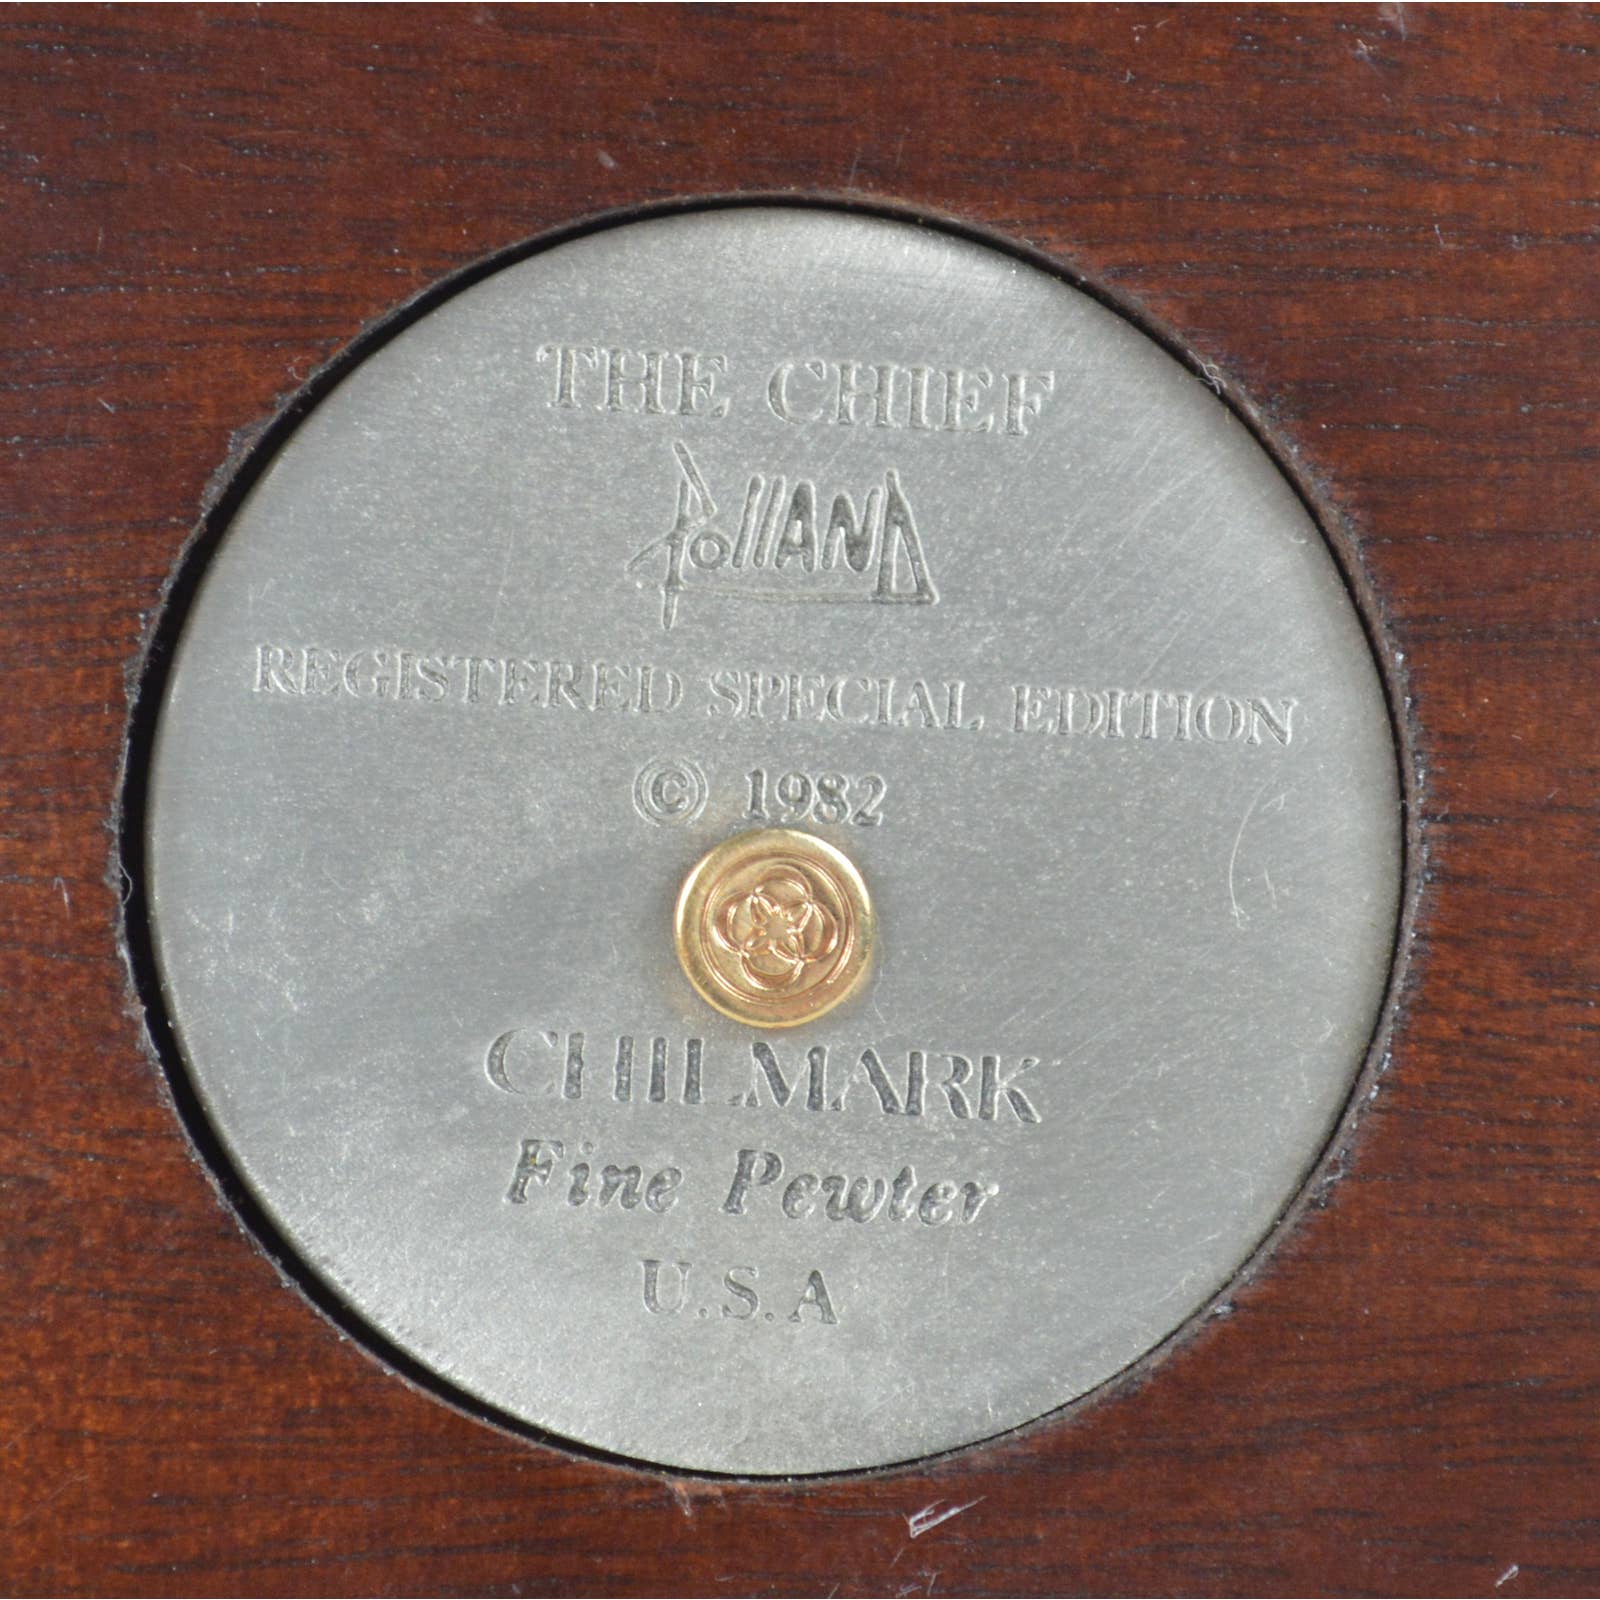 THE CHIEF
Polland
REGISTERED SPECIAL EDITION
© 1982
CHILMARK
Fine Pewter
U.S.A